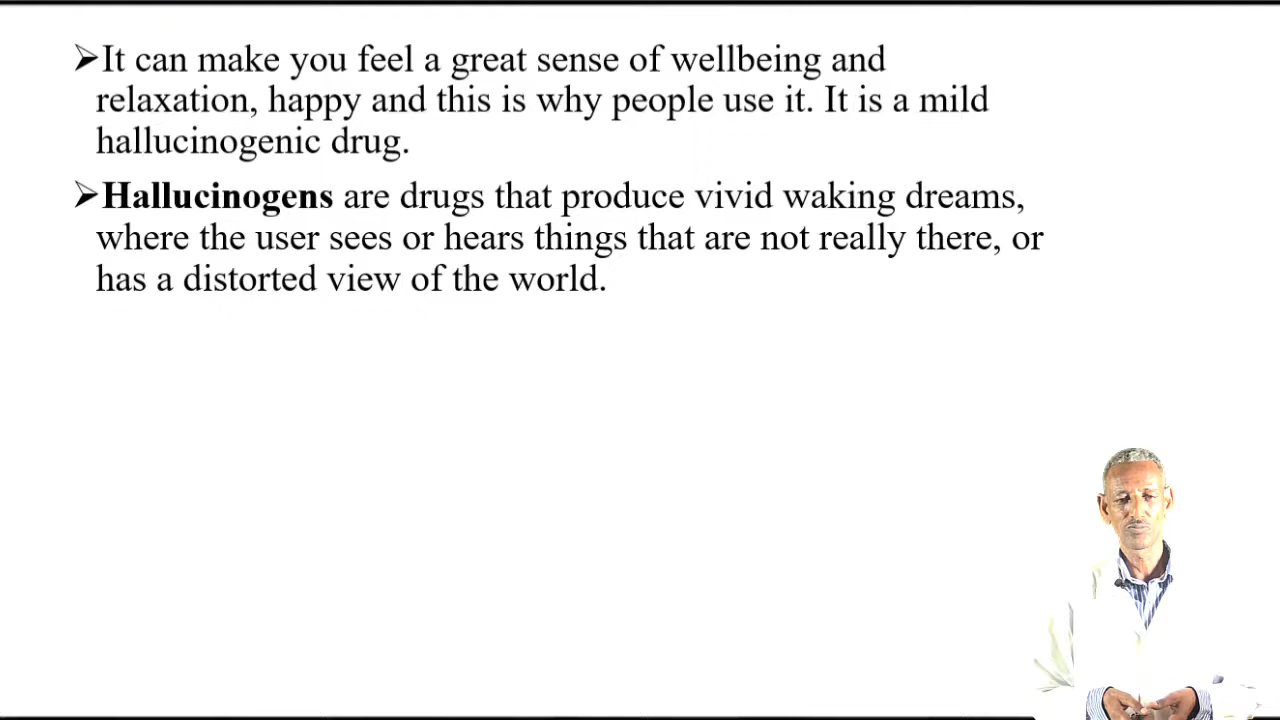 ➢It can make you feel a great sense of wellbeing and
relaxation, happy and this is why people use it. It is a mild
hallucinogenic drug.
➢Hallucinogens are drugs that produce vivid waking dreams,
where the user sees or hears things that are not really there, or
has a distorted view of the world.